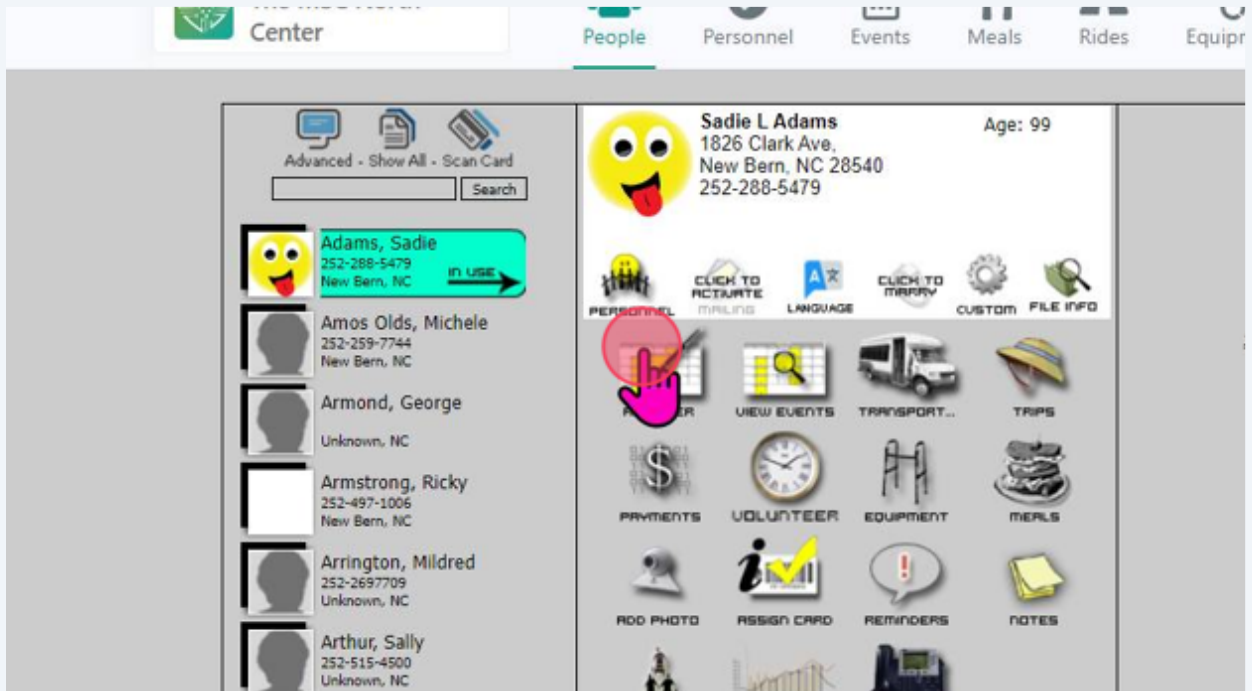 Center
People
Personnel
Events
Meals
Rides
Advanced - Show All - Scan Card
Search
Adams, Sadie
252-288-5479
New Bern, NC
IN USE
Amos Olds, Michele
252-259-7744
New Bern, NC
Armond, George
Unknown, NC
Armstrong, Ricky
252-497-1006
New Bern, NC
Arrington, Mildred
252-2697709
Unknown, NC
Arthur, Sally
252-515-4500
Unknown, NC
Sadie L Adams
Age: 99
1826 Clark Ave,
New Bern, NC 28540
252-288-5479
PERSONNEL
CLICK TO
ACTIVATE
MAILING
LANGUAGE
CLICK TO
MARRY
CUSTOM
FILE INFO
VIEW EVENTS
TRANSPORT...
TRIPS
PAYMENTS
VOLUNTEER
EQUIPMENT
MEALS
ADD PHOTO
ASSIGN CARD
REMINDERS
NOTES